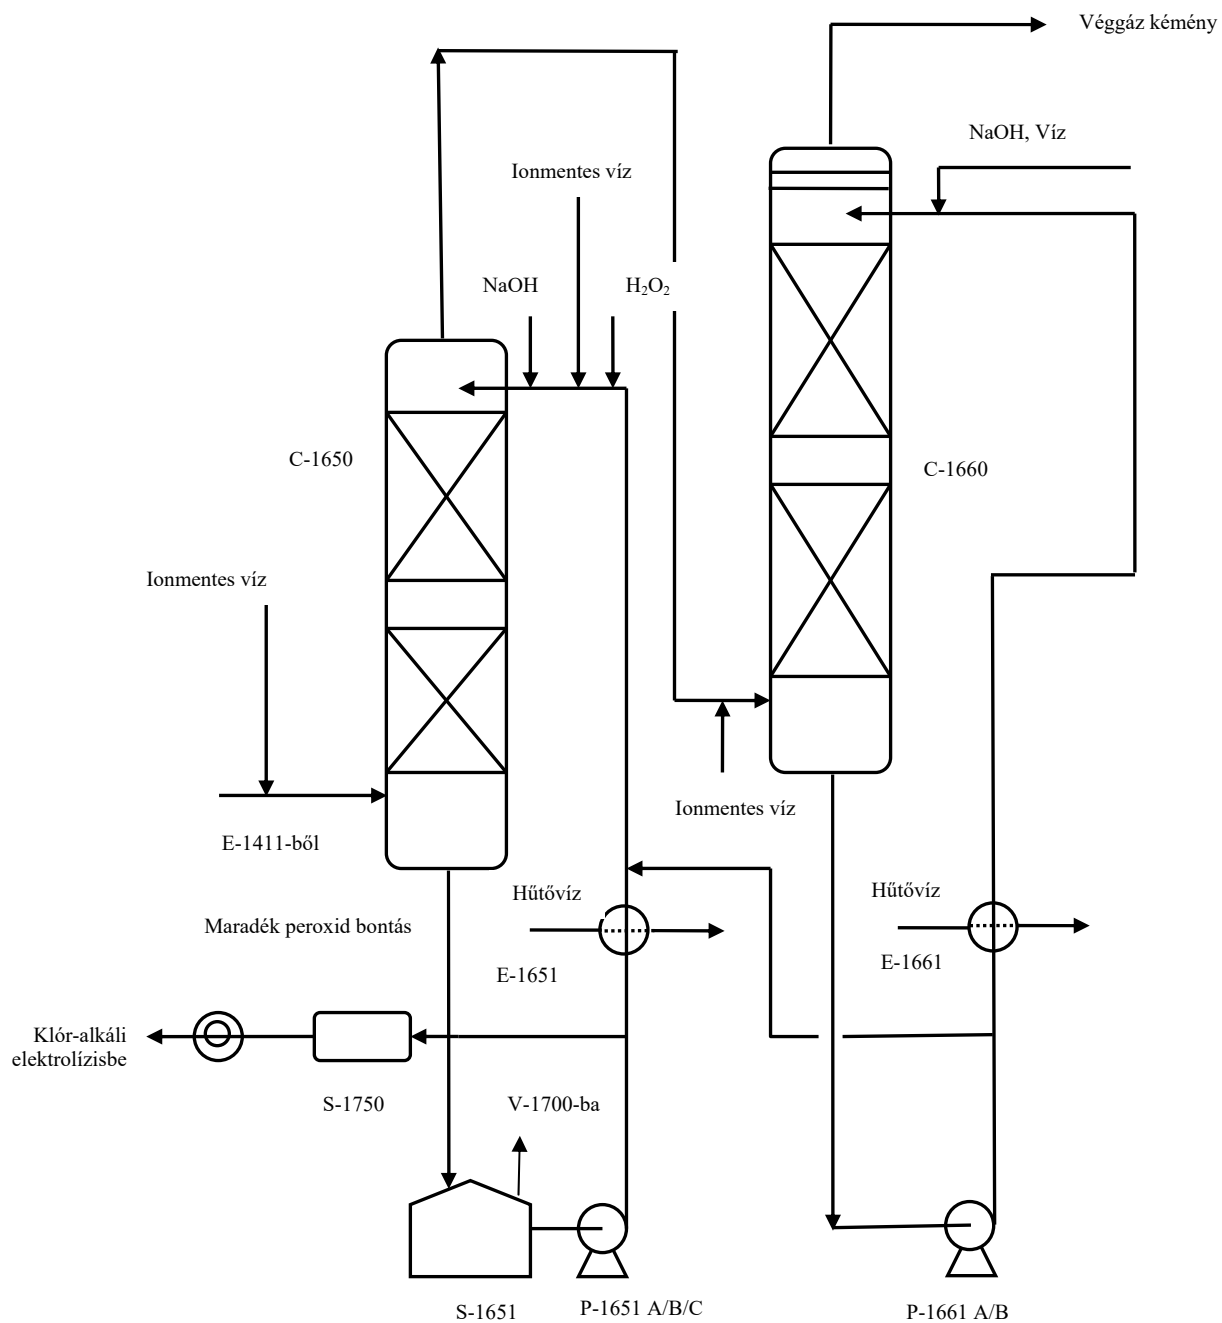 Véggáz kémény
NaOH, Víz
Ionmentes víz
NaOH
H₂O₂
C-1650
C-1660
Ionmentes víz
Ionmentes víz
E-1411-ből
Hűtővíz
Hűtővíz
Maradék peroxid bontás
E-1651
E-1661
Klór-alkáli
elektrolízisbe
S-1750
V-1700-ba
S-1651
P-1651 A/B/C
P-1661 A/B